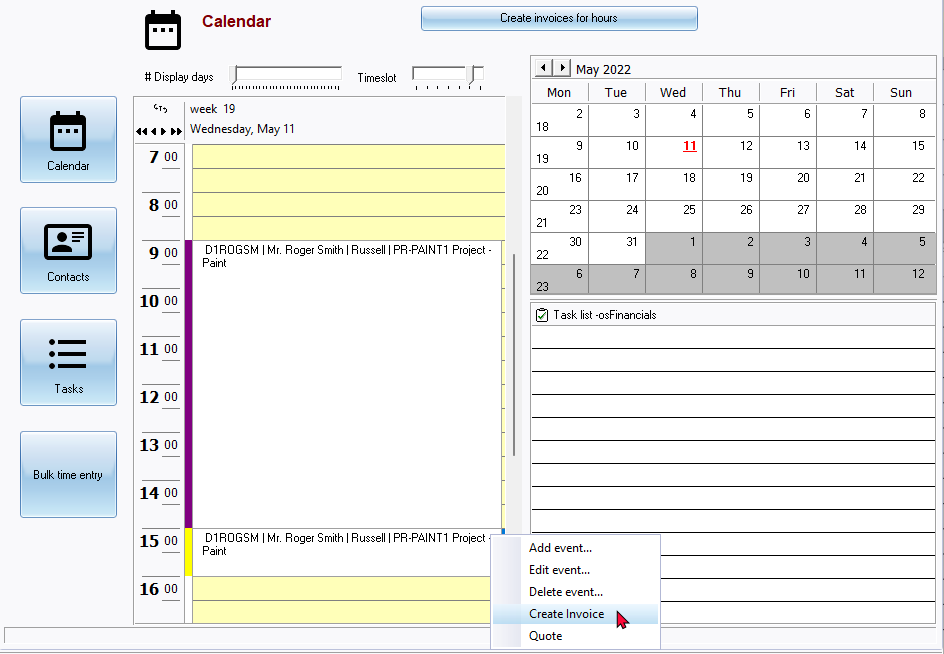 Calendar
Create invoices for hours
# Display days
Timeslot
Calendar
Contacts
Tasks
Bulk time entry
week 19
Wednesday, May 11
7 00
8 00
9 00
10 00
11 00
12 00
13 00
14 00
15 00
16 00
D1ROGSM | Mr. Roger Smith | Russell | PR-PAINT1 Project -
Paint
D1ROGSM | Mr. Roger Smith | Russell | PR-PAINT1 Project -
Paint
May 2022
Mon Tue Wed Thu Fri Sat Sun
18 2 3 4 5 6 7 8
19 9 10 11 12 13 14 15
20 16 17 18 19 20 21 22
21 23 24 25 26 27 28 29
22 30 31 1 2 3 4 5
23 6 7 8 9 10 11 12
Task list -osFinancials
Add event...
Edit event...
Delete event...
Create Invoice
Quote